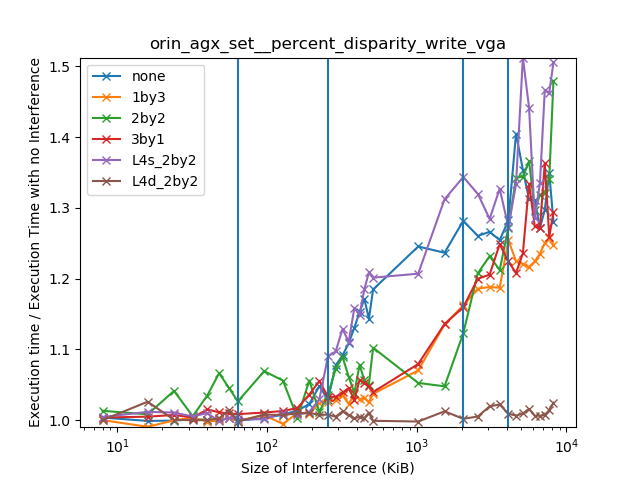 orin_agx_set__percent_disparity_write_vga
Execution time / Execution Time with no Interference
1.5
1.4
1.3
1.2
1.1
1.0
none
1by3
2by2
3by1
L4s_2by2
L4d_2by2
10¹
10²
10³
10⁴
Size of Interference (KiB)